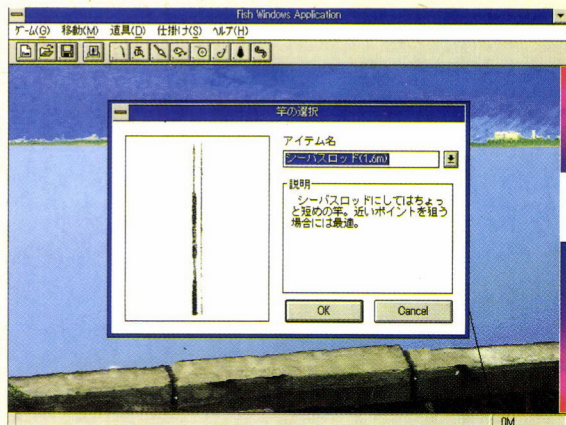 Fish Windows Application
ゲーム(G) 移動(M) 道具(D) 仕掛け(S) ヘルプ(H)
竿の選択
アイテム名
シーバスロッド(1.6m)
説明
シーバスロッドにしてはちょっ
と短めの竿。近いポイントを狙う
場合には最適。
OK Cancel
0M